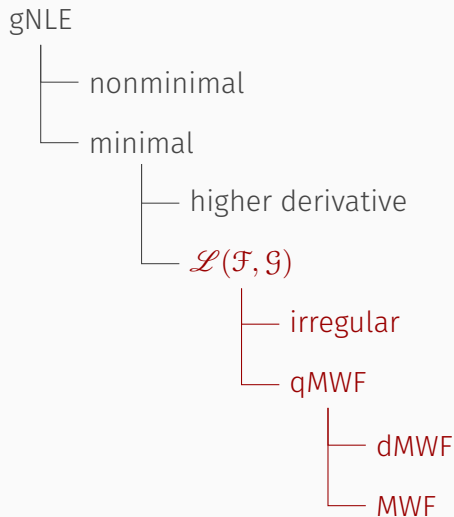 gNLE
nonminimal
minimal
higher derivative
ℒ(ℱ, 𝒢)
irregular
qMWF
dMWF
MWF